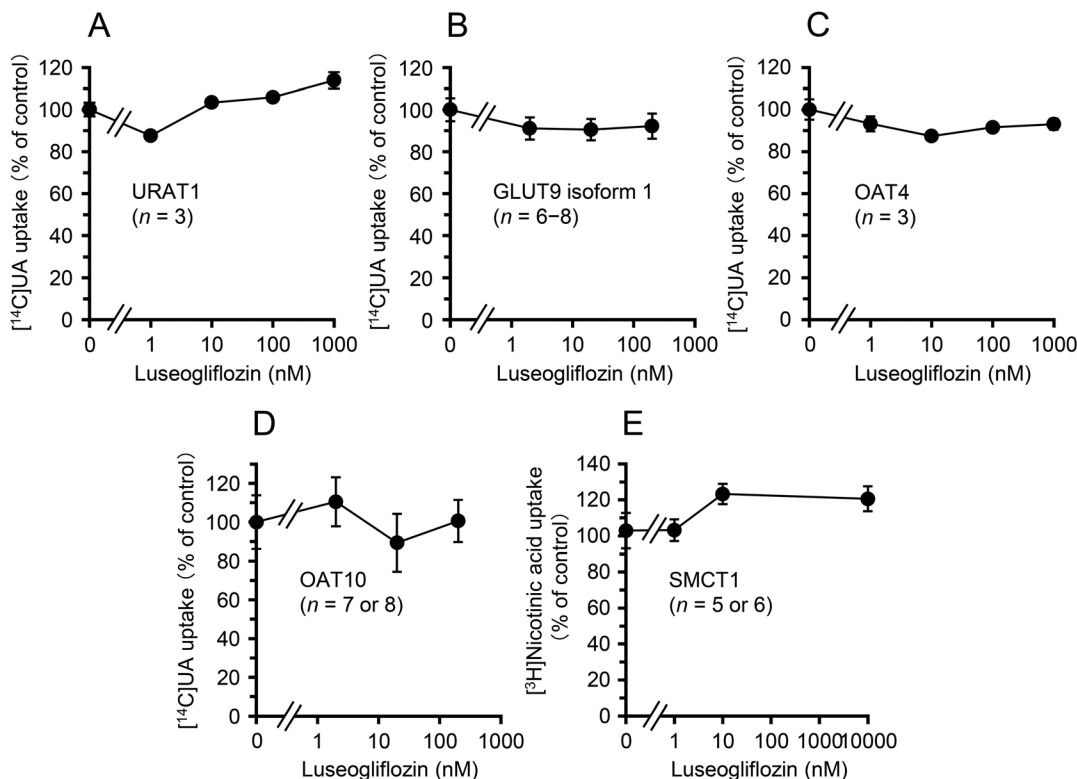 A
[¹⁴C]UA uptake (% of control)
120
100
80
60
40
20
0
URAT1
(n = 3)
0 1 10 100 1000
Luseogliflozin (nM)
B
[¹⁴C]UA uptake (% of control)
120
100
80
60
40
20
0
GLUT9 isoform 1
(n = 6−8)
0 1 10 100 1000
Luseogliflozin (nM)
C
[¹⁴C]UA uptake (% of control)
120
100
80
60
40
20
0
OAT4
(n = 3)
0 1 10 100 1000
Luseogliflozin (nM)
D
[¹⁴C]UA uptake (% of control)
120
100
80
60
40
20
0
OAT10
(n = 7 or 8)
0 1 10 100 1000
Luseogliflozin (nM)
E
[³H]Nicotinic acid uptake
(% of control)
140
120
100
80
60
40
20
0
SMCT1
(n = 5 or 6)
0 1 10 100 1000 10000
Luseogliflozin (nM)